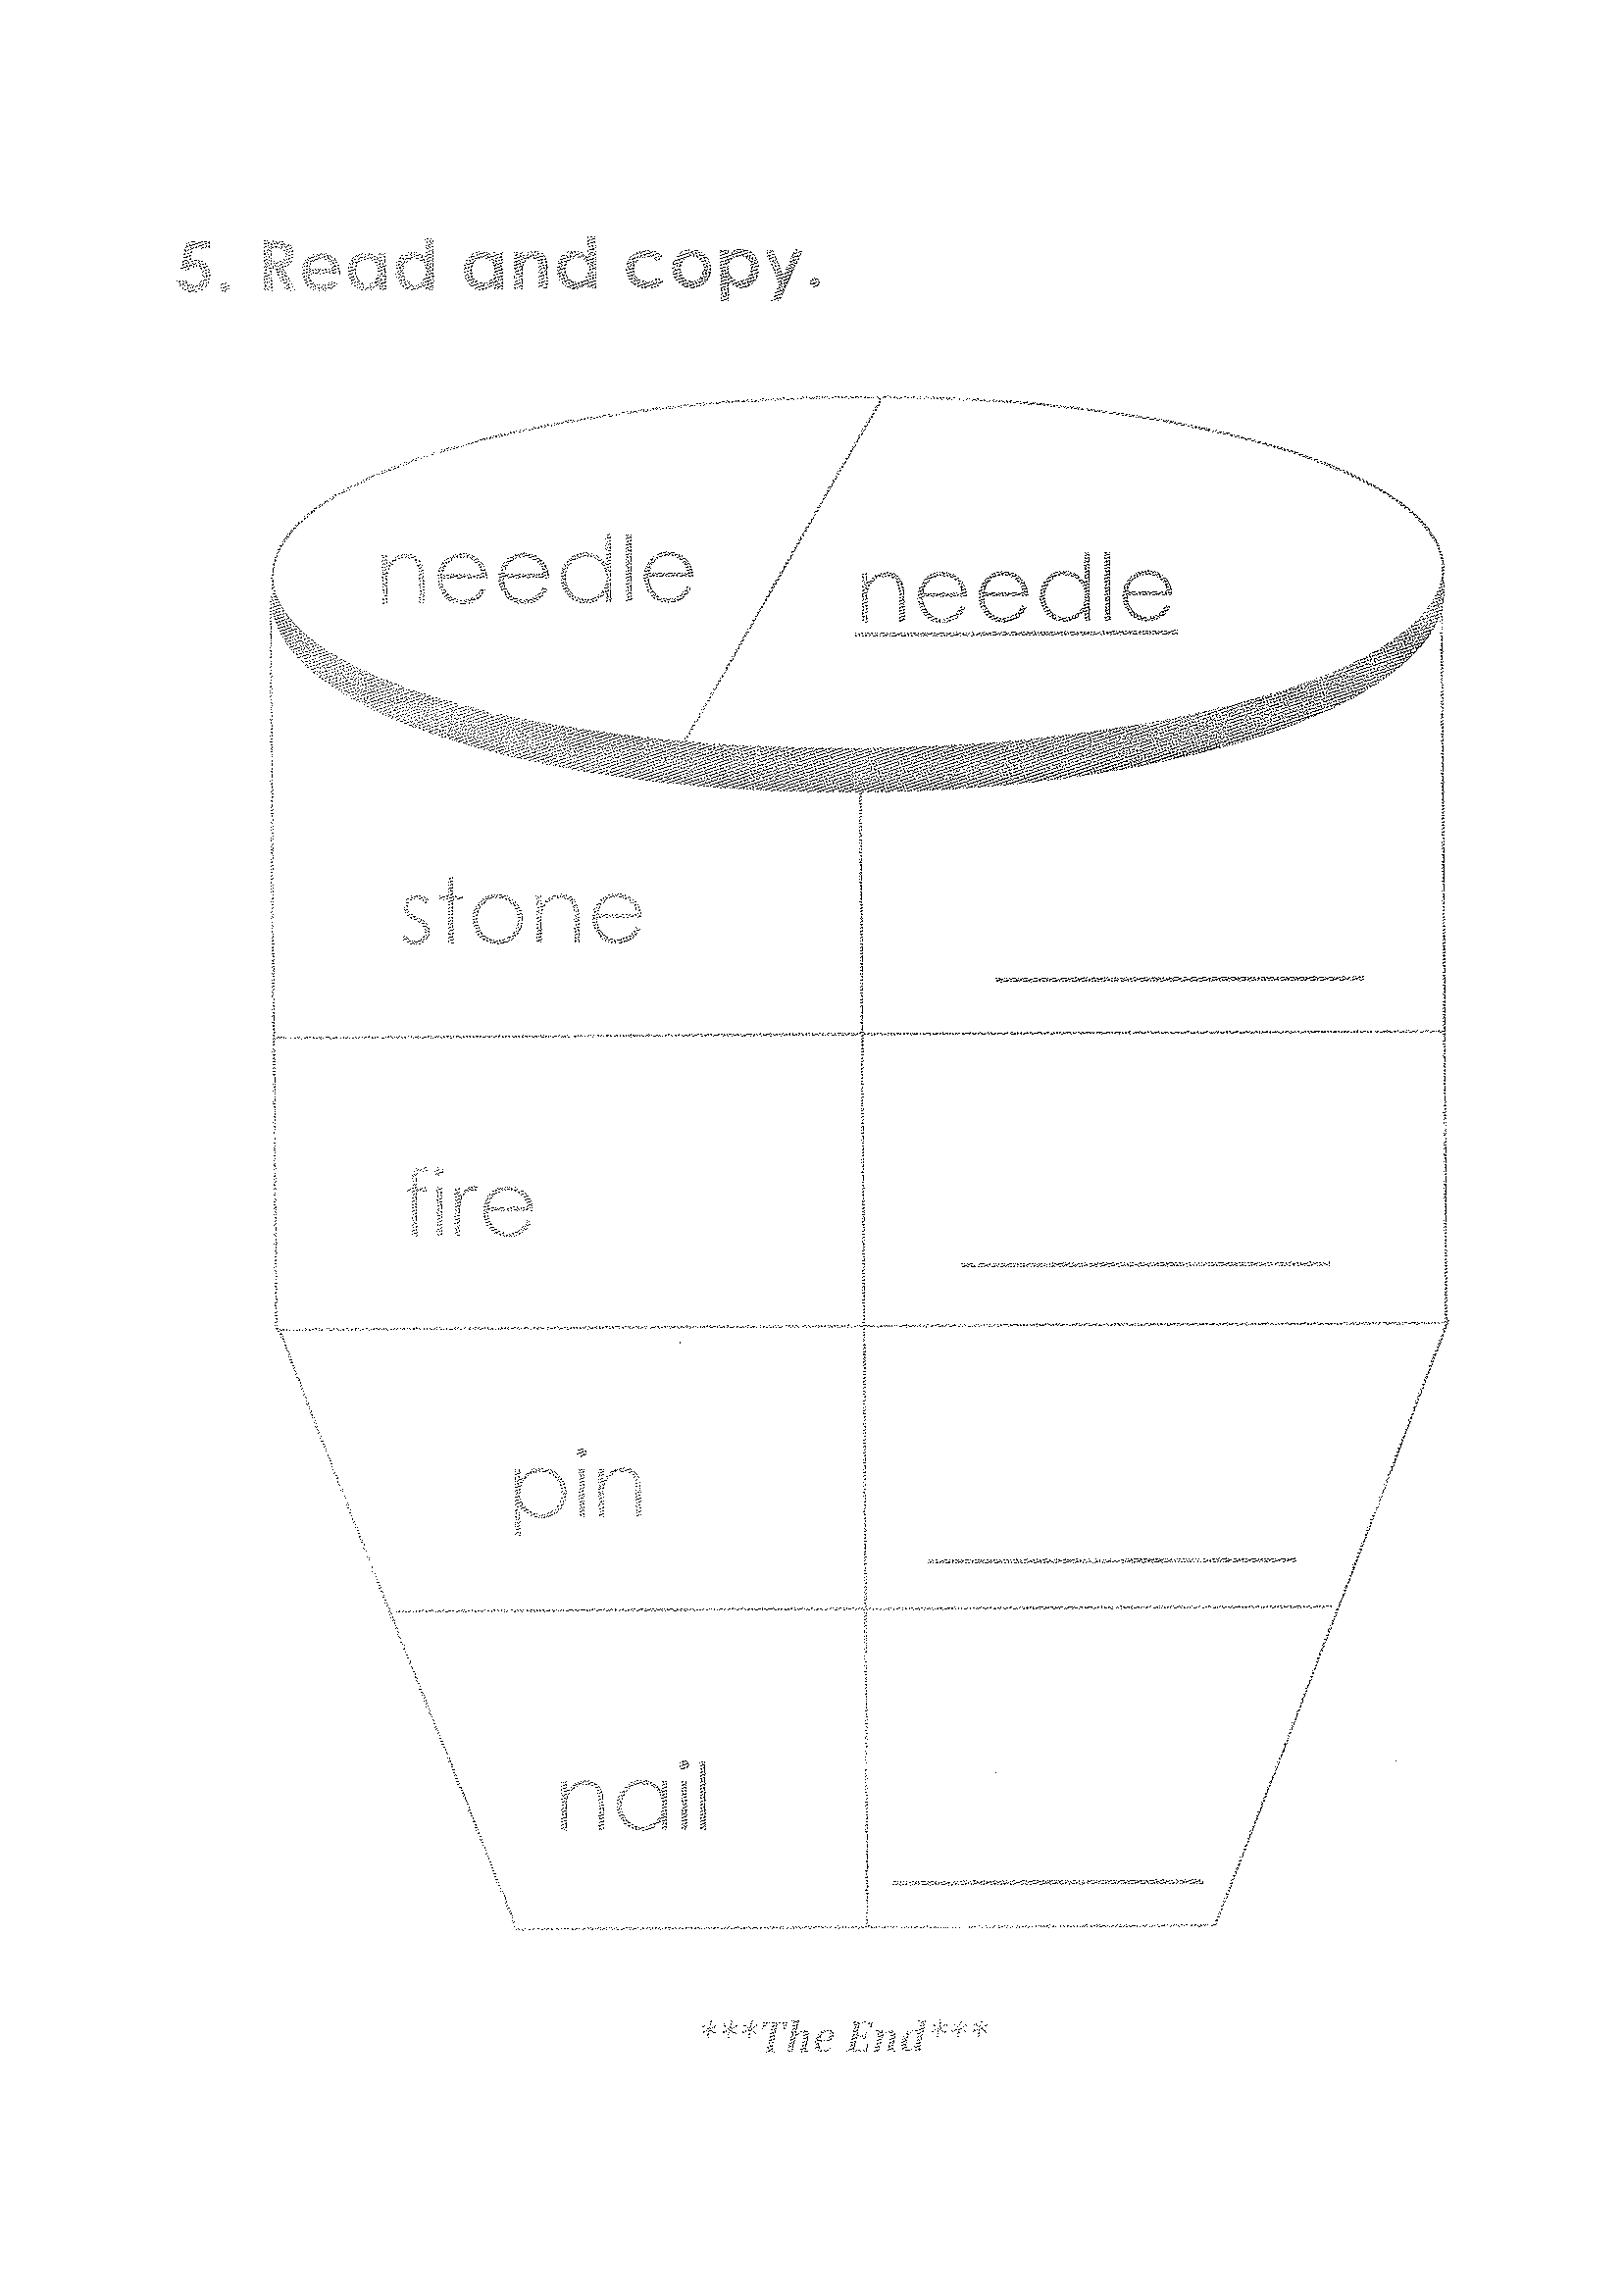 5. Read and copy.
needle needle
stone
fire
pin
nail
***The End***